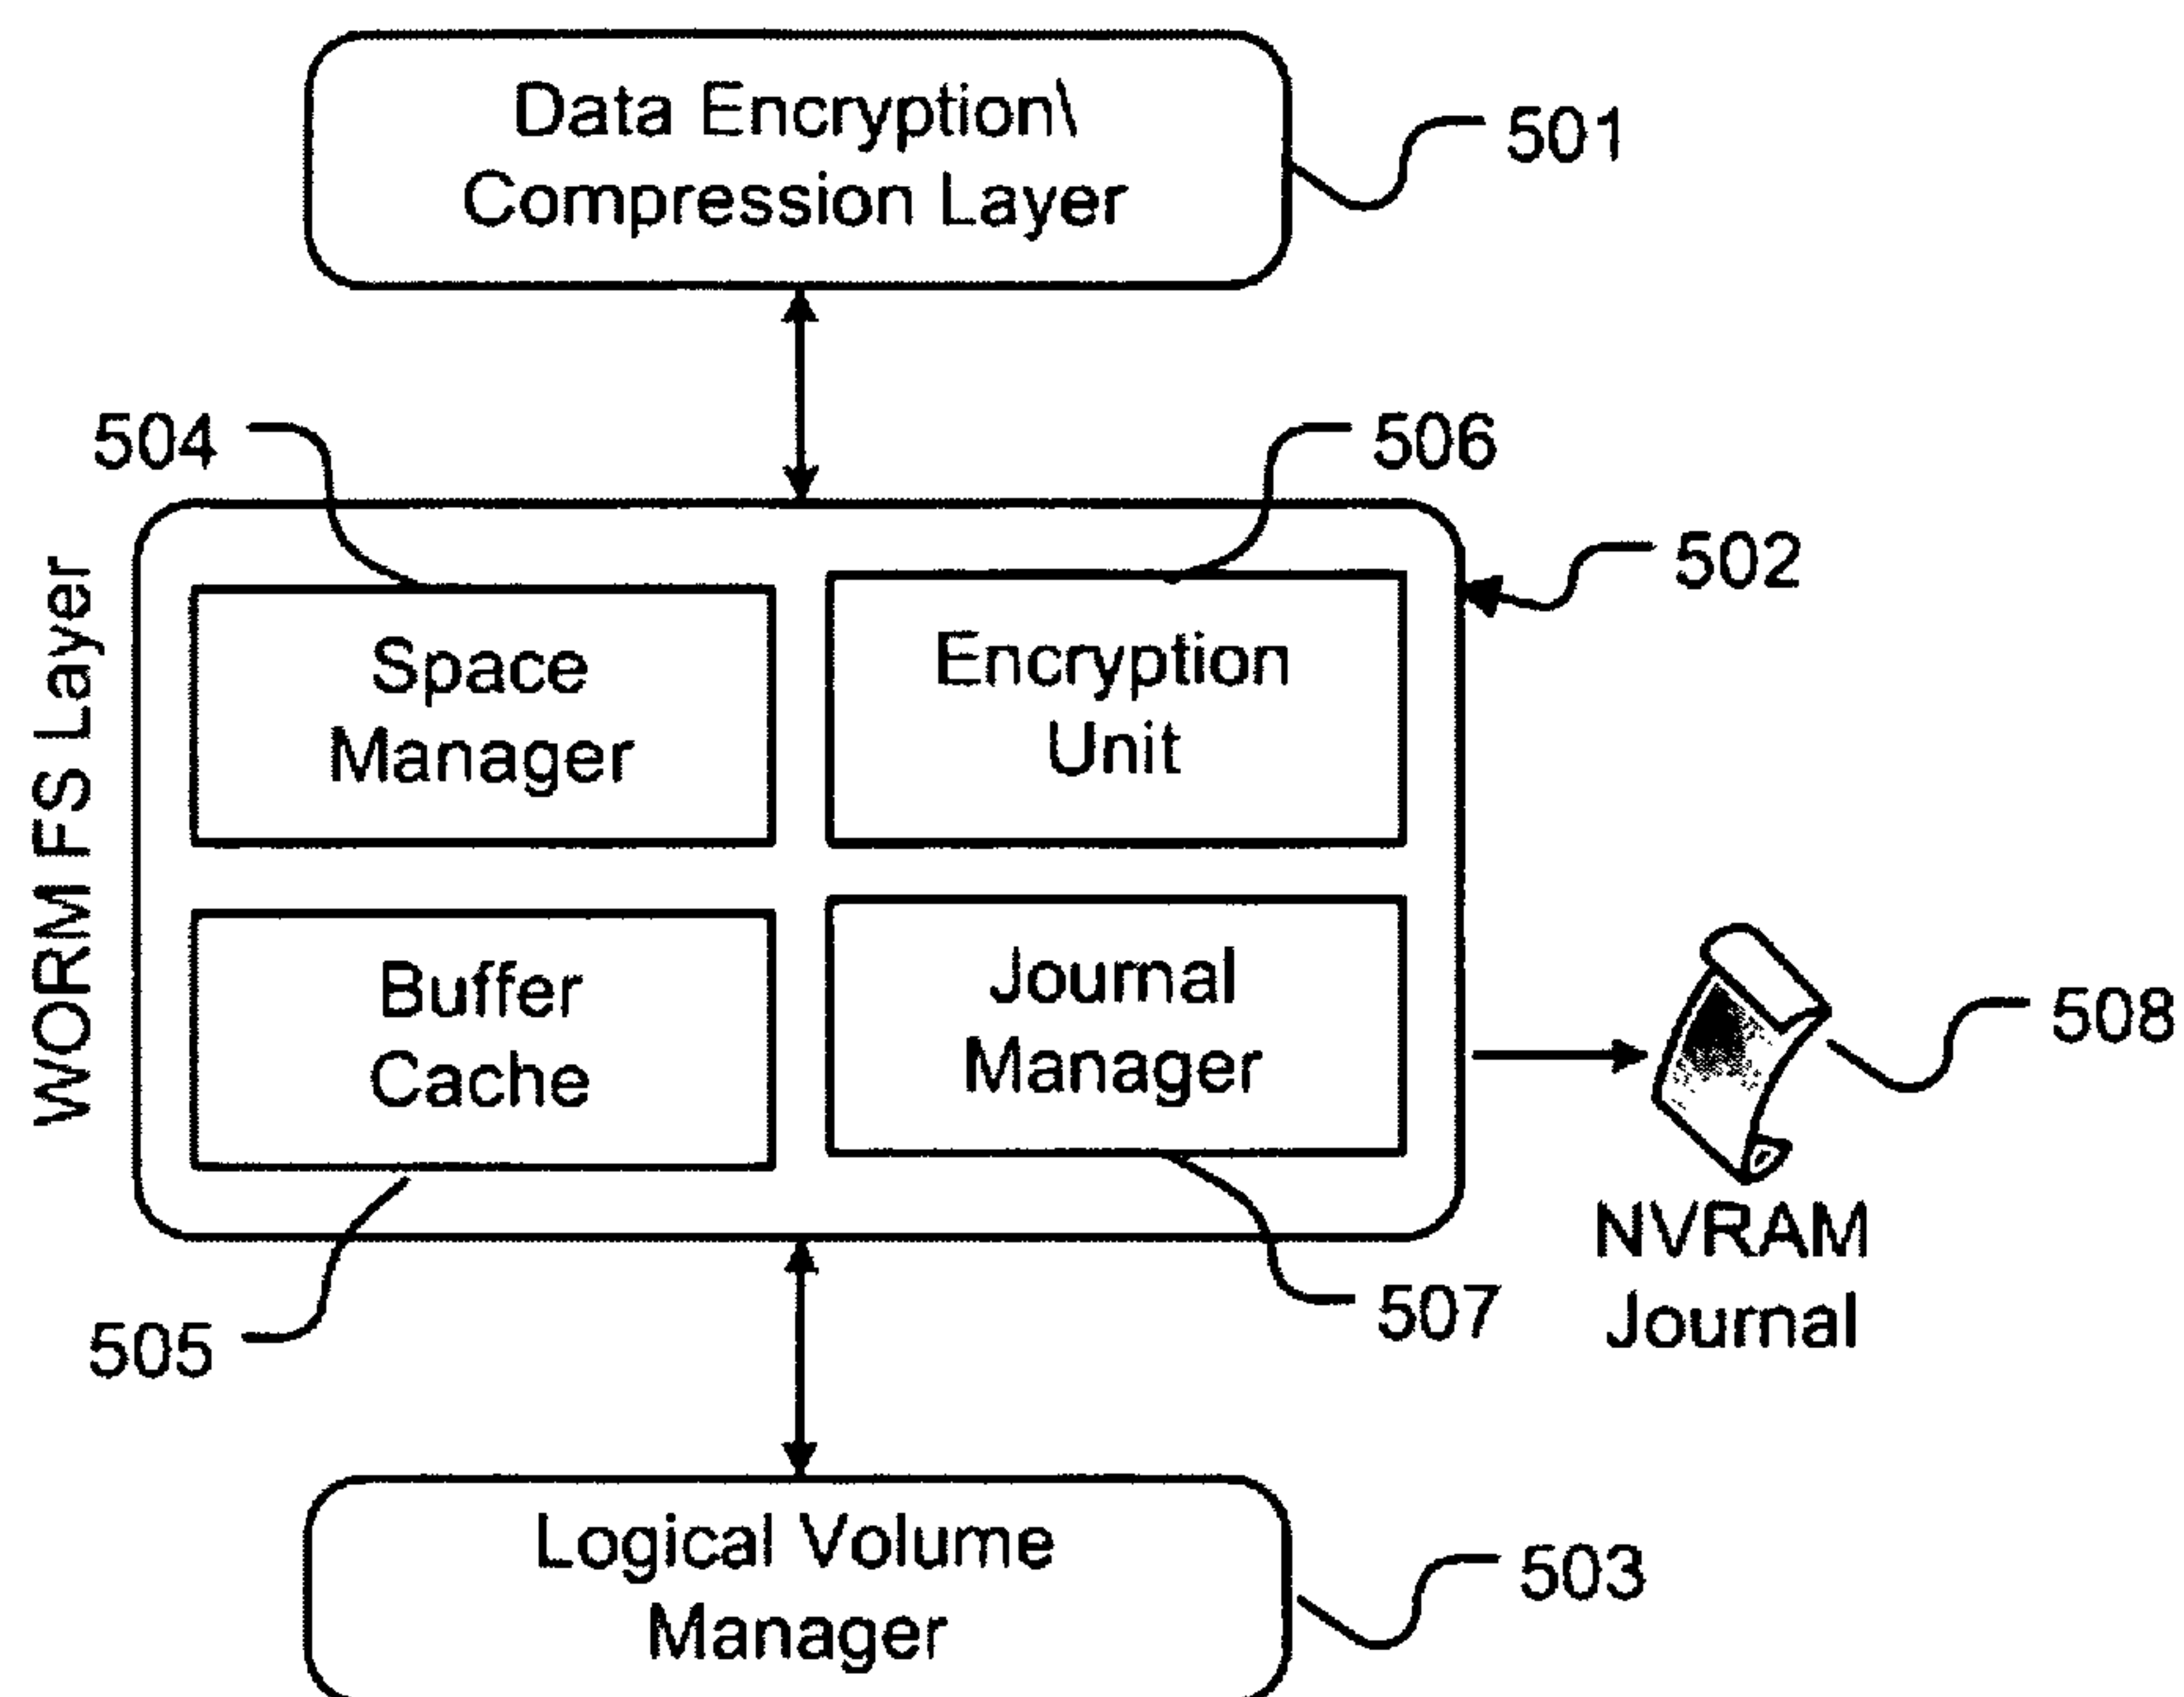 Data Encryption\
Compression Layer
501
504
506
502
WORM FS Layer
Space
Manager
Encryption
Unit
Buffer
Cache
Journal
Manager
508
NVRAM
Journal
505
507
Logical Volume
Manager
503